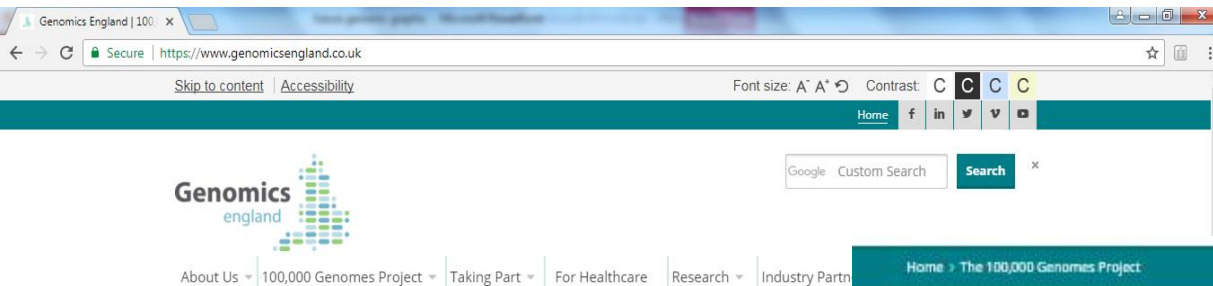 Genomics England | 100
Secure | https://www.genomicsengland.co.uk
Skip to content | Accessibility
Font size: A- A+ Contrast: C C C C
Home f in
Genomics
england
Google Custom Search Search ×
About Us 100,000 Genomes Project Taking Part For Healthcare Research Industry Partn
Home > The 100,000 Genomes Project